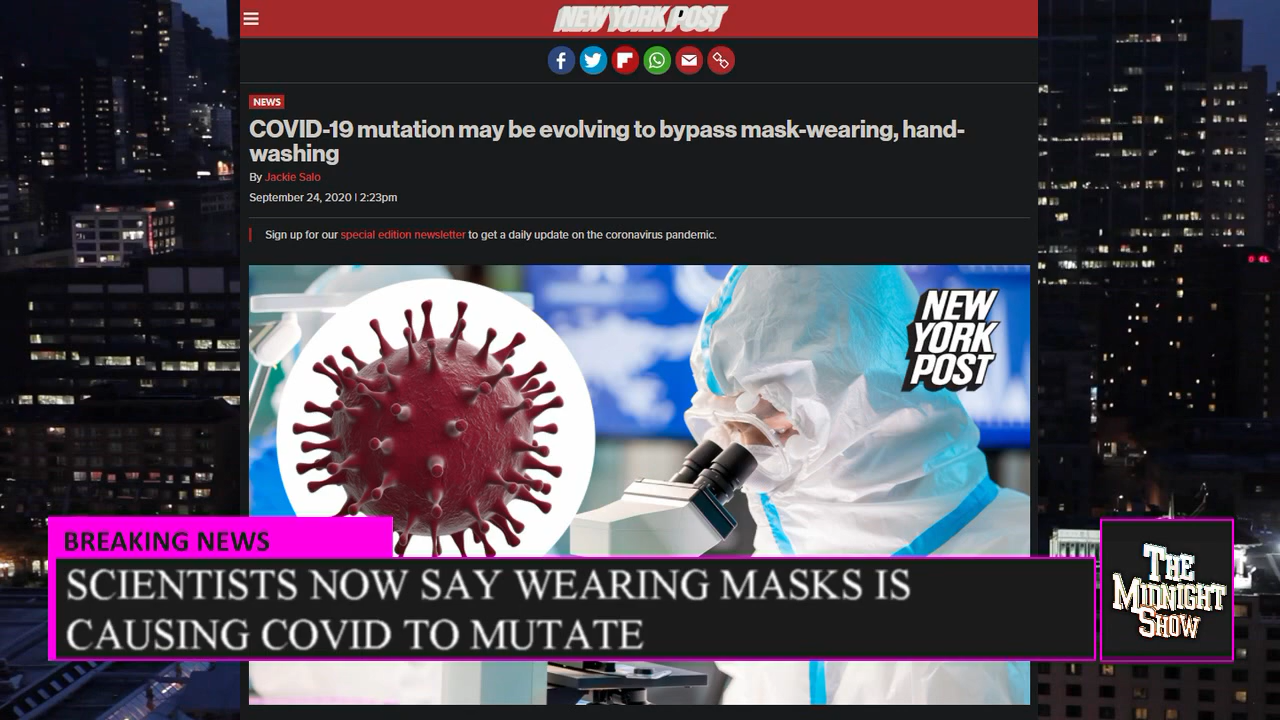 NEW YORK POST
NEWS
COVID-19 mutation may be evolving to bypass mask-wearing, hand-
washing
By Jackie Salo
September 24, 2020 | 2:23pm
Sign up for our special edition newsletter to get a daily update on the coronavirus pandemic.
NEW
YORK
POST
BREAKING NEWS
SCIENTISTS NOW SAY WEARING MASKS IS
CAUSING COVID TO MUTATE
THE
MIDNIGHT
SHOW